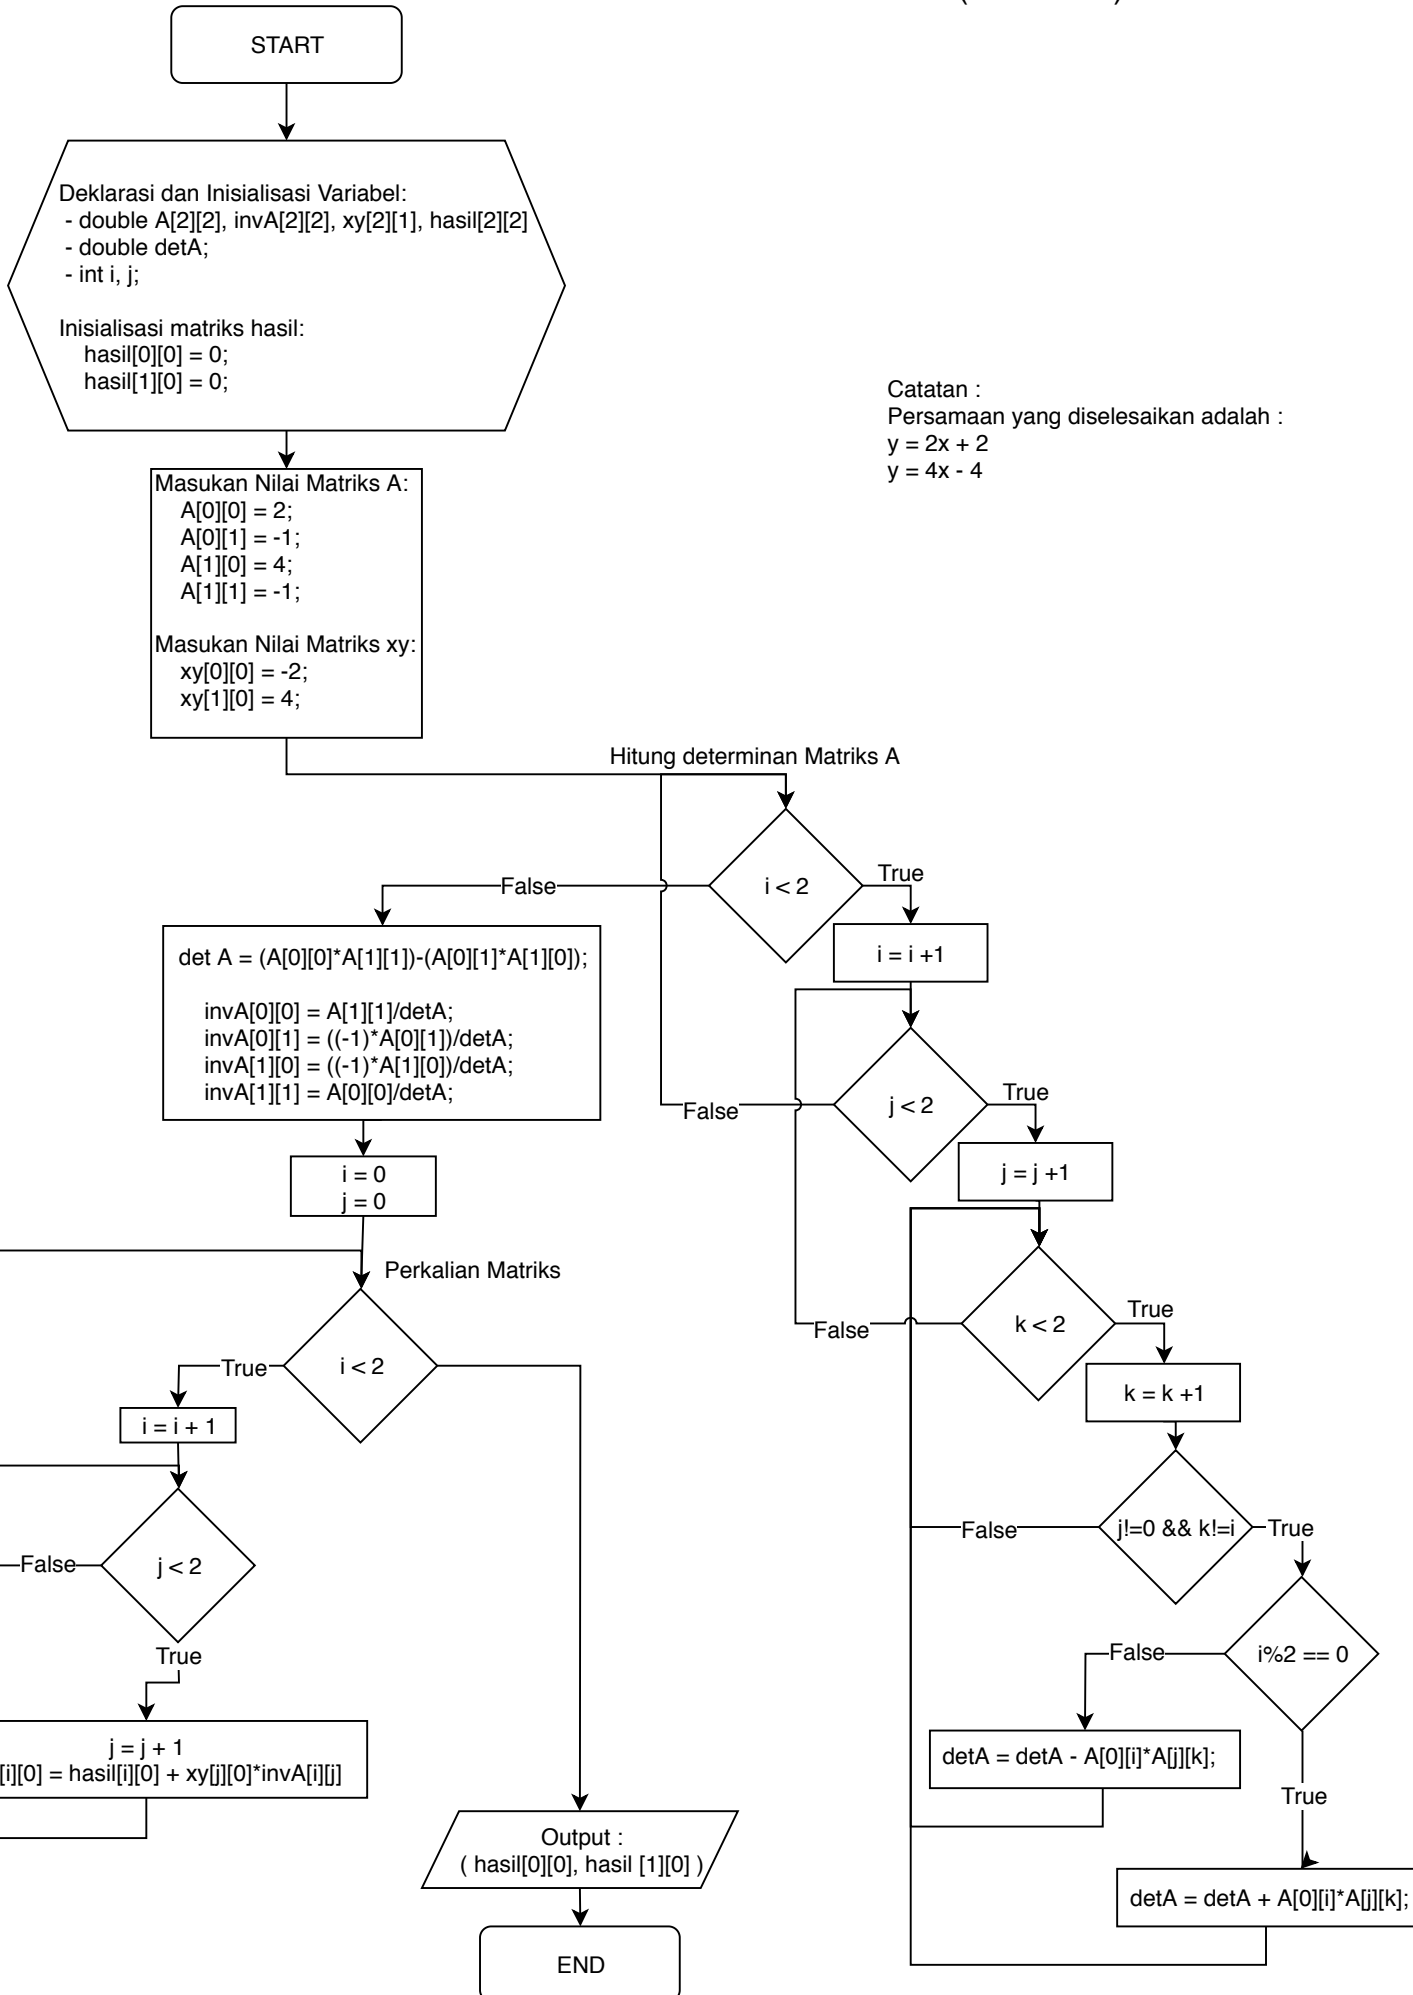 START
Deklarasi dan Inisialisasi Variabel:
- double A[2][2], invA[2][2], xy[2][1], hasil[2][2]
- double detA;
- int i, j;
Inisialisasi matriks hasil:
hasil[0][0] = 0;
hasil[1][0] = 0;
Catatan :
Persamaan yang diselesaikan adalah :
y = 2x + 2
y = 4x - 4
Masukan Nilai Matriks A:
A[0][0] = 2;
A[0][1] = -1;
A[1][0] = 4;
A[1][1] = -1;
Masukan Nilai Matriks xy:
xy[0][0] = -2;
xy[1][0] = 4;
Hitung determinan Matriks A
i < 2
True
False
i = i +1
det A = (A[0][0]*A[1][1])-(A[0][1]*A[1][0]);
invA[0][0] = A[1][1]/detA;
invA[0][1] = ((-1)*A[0][1])/detA;
invA[1][0] = ((-1)*A[1][0])/detA;
invA[1][1] = A[0][0]/detA;
j < 2
True
False
j = j +1
i = 0
j = 0
Perkalian Matriks
k < 2
True
False
k = k +1
i < 2
True
i = i + 1
j!=0 && k!=i
True
False
j < 2
False
True
i%2 == 0
False
True
j = j + 1
[i][0] = hasil[i][0] + xy[j][0]*invA[i][j]
detA = detA - A[0][i]*A[j][k];
detA = detA + A[0][i]*A[j][k];
Output :
( hasil[0][0], hasil [1][0] )
END